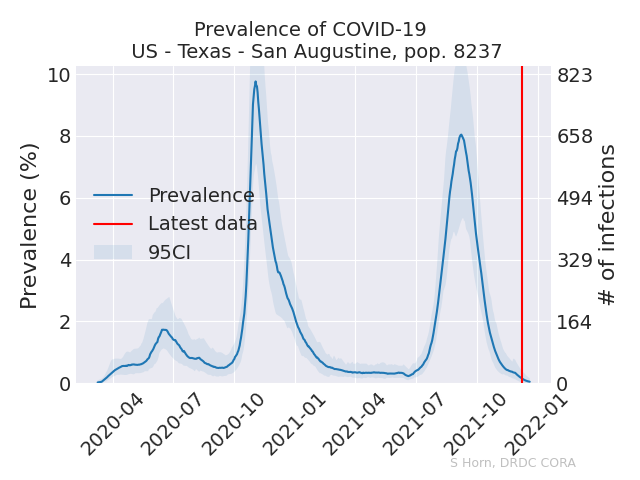 Prevalence of COVID-19
US - Texas - San Augustine, pop. 8237
Prevalence (%)
10
8
6
4
2
0
823
658
494
329
164
0
# of infections
Prevalence
Latest data
95CI
2020-04
2020-07
2020-10
2021-01
2021-04
2021-07
2021-10
2022-01
S Horn, DRDC CORA